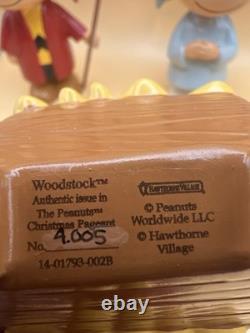 Woodstock™
Authentic issue in
The Peanuts™
Christmas Pageant
No. 4,005
14-01793-002B
HAWTHORNE VILLAGE
© Peanuts
Worldwide LLC
© Hawthorne
Village